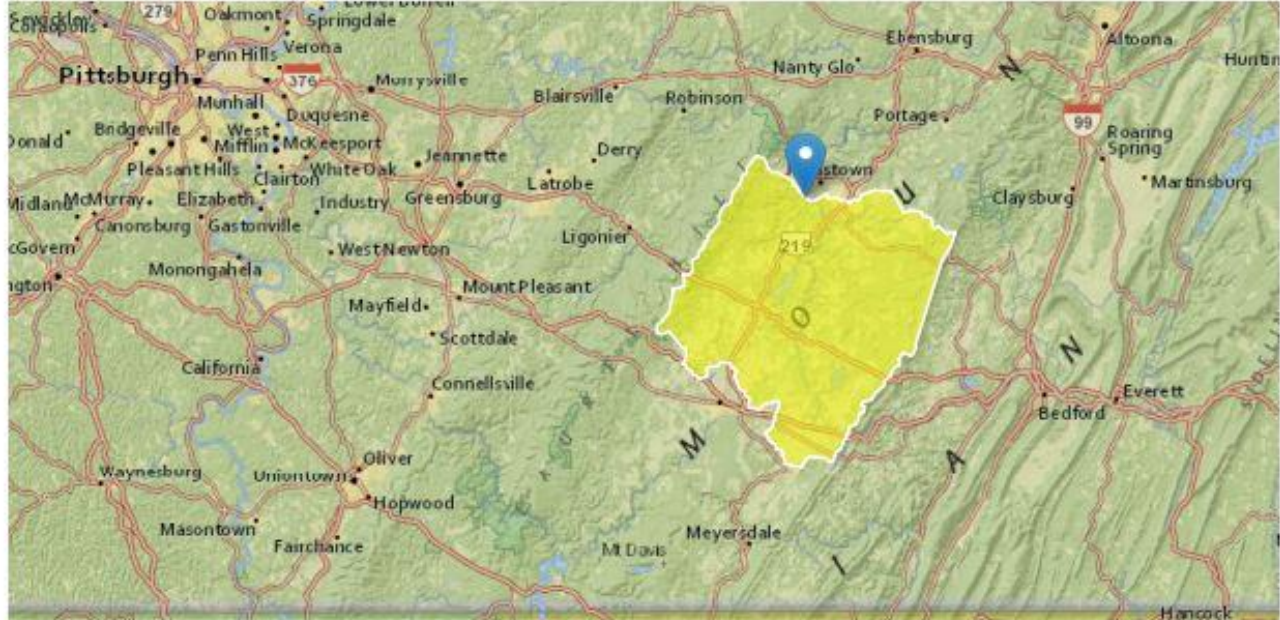 279
Oakmont
Springdale
Penn Hills
Verona
Pittsburgh
376
Murrysville
Munhall
Duquesne
Bridgeville
West
Mifflin
McKeesport
Pleasant Hills
Clairton
White Oak
Jeannette
Derry
Elizabeth
Industry
Greensburg
Latrobe
McMurray
Canonsburg
Gastonville
West Newton
Ligonier
Monongahela
Mayfield
Mount Pleasant
Scottdale
California
Connellsville
Waynesburg
Oliver
Uniontown
Hopwood
Masontown
Fairchance
Blairsville
Robinson
Nanty Glo
Ebensburg
Altoona
Portage
99
Roaring
Spring
Claysburg
Martinsburg
219
Bedford
Everett
Meyersdale
Mt Davis
Hancock
M O U N
I A N